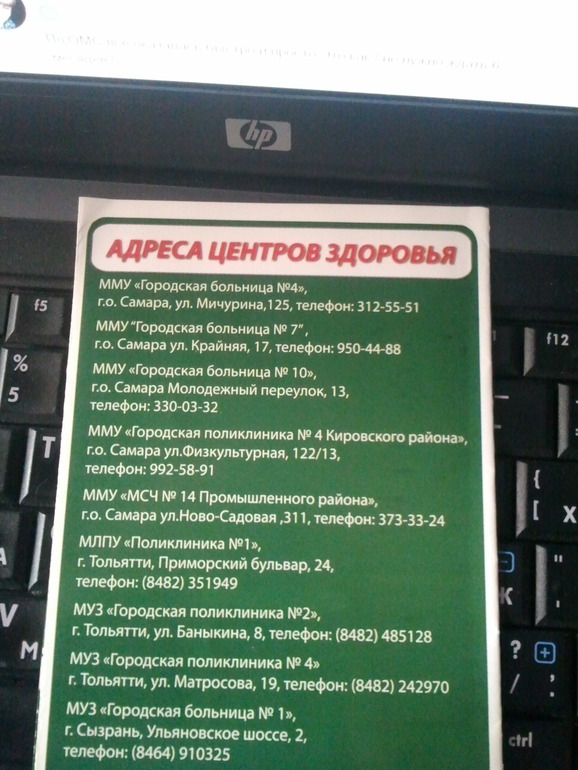 hp
АДРЕСА ЦЕНТРОВ ЗДОРОВЬЯ
ММУ «Городская больница №4»,
г.о. Самара, ул. Мичурина,125, телефон: 312-55-51
ММУ "Городская больница № 7",
г.о. Самара ул. Крайняя, 17, телефон: 950-44-88
ММУ «Городская больница № 10»,
г.о. Самара Молодежный переулок, 13,
телефон: 330-03-32
ММУ «Городская поликлиника № 4 Кировского района»,
г.о. Самара ул.Физкультурная, 122/13,
телефон: 992-58-91
ММУ «МСЧ № 14 Промышленного района»,
г.о. Самара ул.Ново-Садовая ,311, телефон: 373-33-24
МЛПУ «Поликлиника №1»,
г. Тольятти, Приморский бульвар, 24,
телефон: (8482) 351949
МУЗ «Городская поликлиника №2»,
г. Тольятти, ул. Баныкина, 8, телефон: (8482) 485128
МУЗ «Городская поликлиника № 4»
г. Тольятти, ул. Матросова, 19, телефон: (8482) 242970
МУЗ «Городская больница № 1»,
г. Сызрань, Ульяновское шоссе, 2,
телефон: (8464) 910325
f5
f12
%
5
T
{
[ Х
A
"
'
V
М
К
?
/
ctrl